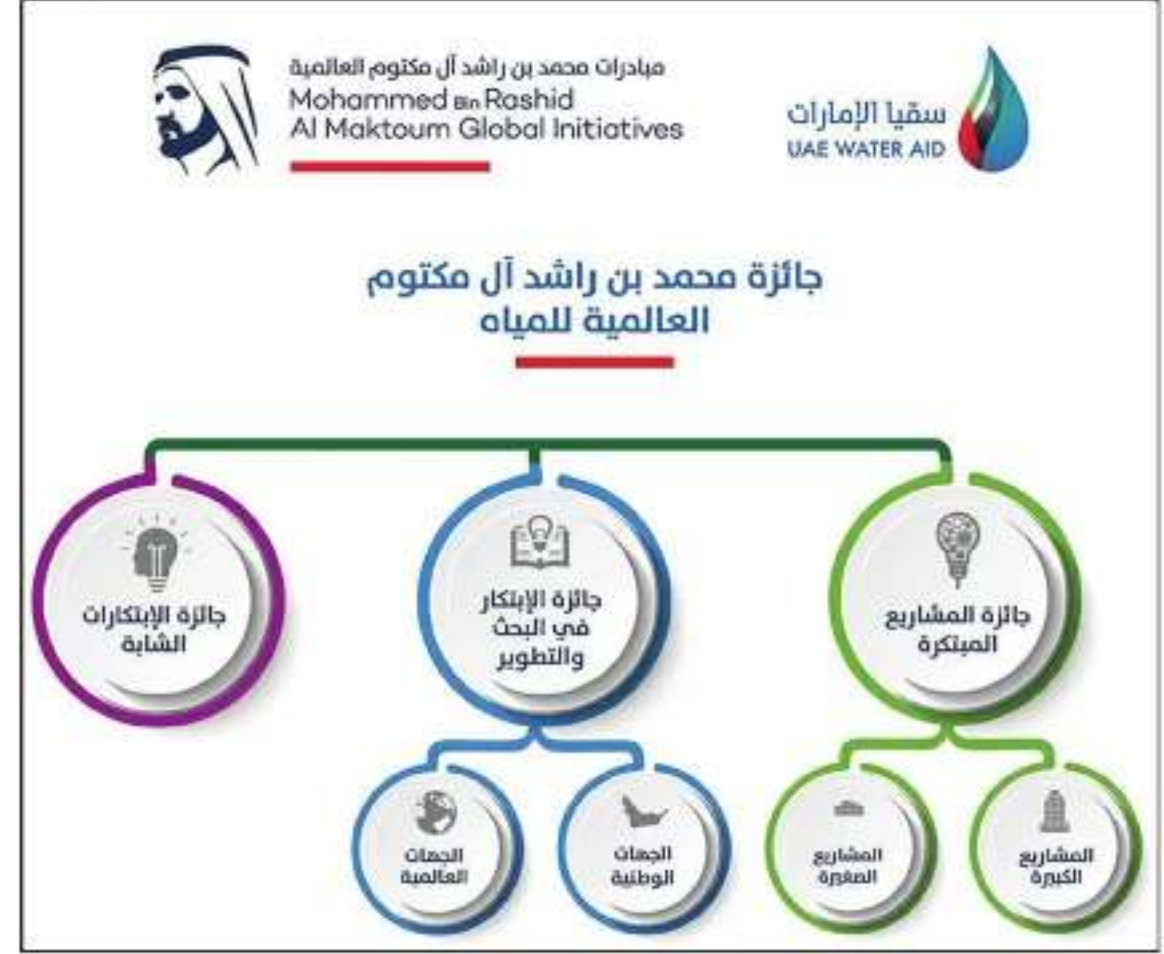 مبادرات محمد بن راشد آل مكتوم العالمية
Mohammed Bin Rashid
Al Maktoum Global Initiatives
سقيا الإمارات
UAE WATER AID
جائزة محمد بن راشد آل مكتوم
العالمية للمياه
جائزة المشاريع
المبتكرة
جائزة الإبتكار
في البحث
والتطوير
جائزة الإبتكارات
الشابة
المشاريع
الكبيرة
المشاريع
الصغيرة
الجهات
الوطنية
الجهات
العالمية